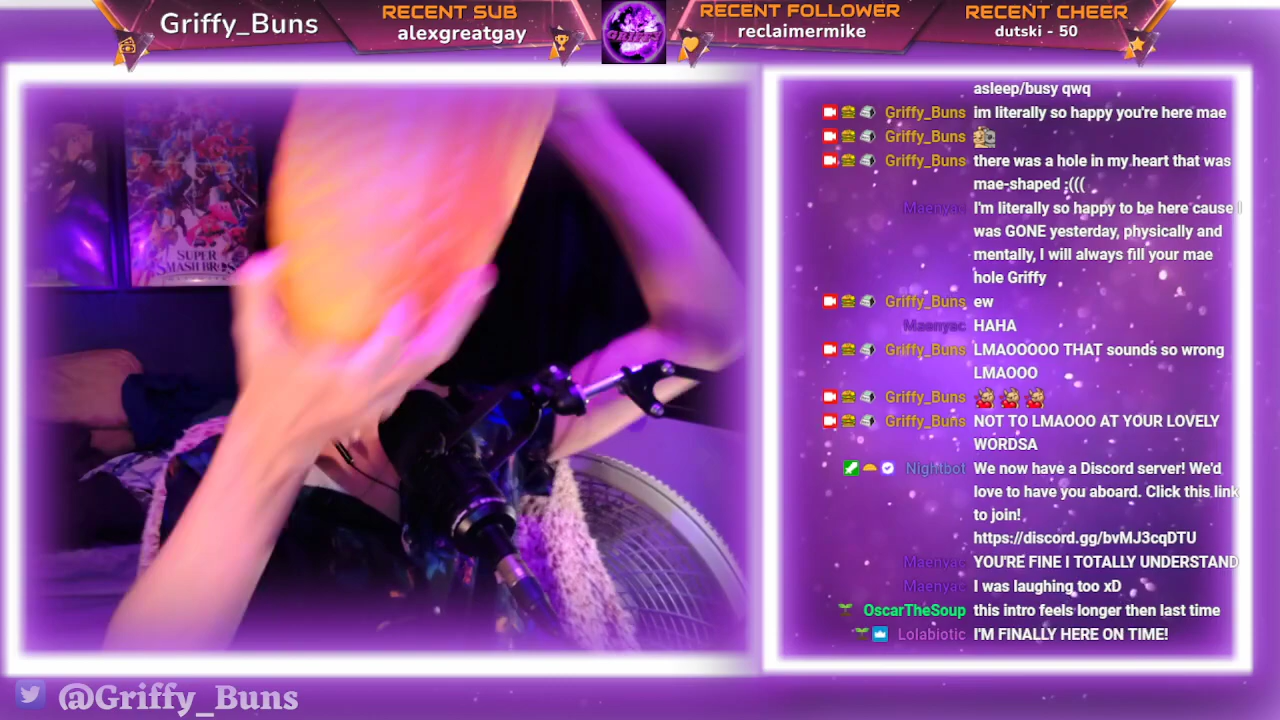 Griffy_Buns
RECENT SUB
alexgreatgay
GRIFFY
RECENT FOLLOWER
reclaimermike
RECENT CHEER
dutski - 50
SUPER
SMASH BROS
asleep/busy qwq
Griffy_Buns im literally so happy you're here mae
Griffy_Buns
Griffy_Buns there was a hole in my heart that was
mae-shaped ;(((
Maenyac I'm literally so happy to be here cause I
was GONE yesterday, physically and
mentally, I will always fill your mae
hole Griffy
Griffy_Buns ew
Maenyac HAHA
Griffy_Buns LMAOOOOO THAT sounds so wrong
LMAOOO
Griffy_Buns
Griffy_Buns NOT TO LMAOOO AT YOUR LOVELY
WORDSA
Nightbot We now have a Discord server! We'd
love to have you aboard. Click this link
to join!
https://discord.gg/bvMJ3cqDTU
Maenyac YOU'RE FINE I TOTALLY UNDERSTAND
Maenyac I was laughing too xD
OscarTheSoup this intro feels longer then last time
Lolabiotic I'M FINALLY HERE ON TIME!
@Griffy_Buns